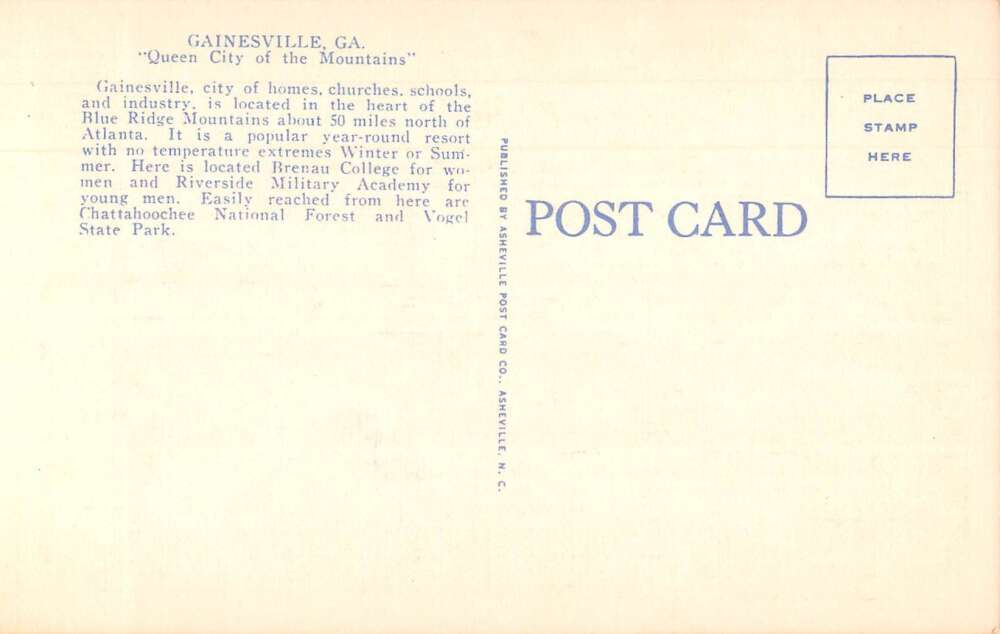 GAINESVILLE, GA.
"Queen City of the Mountains"
Gainesville, city of homes, churches, schools,
and industry, is located in the heart of the
Blue Ridge Mountains about 50 miles north of
Atlanta. It is a popular year-round resort
with no temperature extremes Winter or Sum-
mer. Here is located Brenau College for wo-
men and Riverside Military Academy for
young men. Easily reached from here are
Chattahoochee National Forest and Vogel
State Park.
PUBLISHED BY ASHEVILLE POST CARD CO., ASHEVILLE, N. C.
POST CARD
PLACE
STAMP
HERE